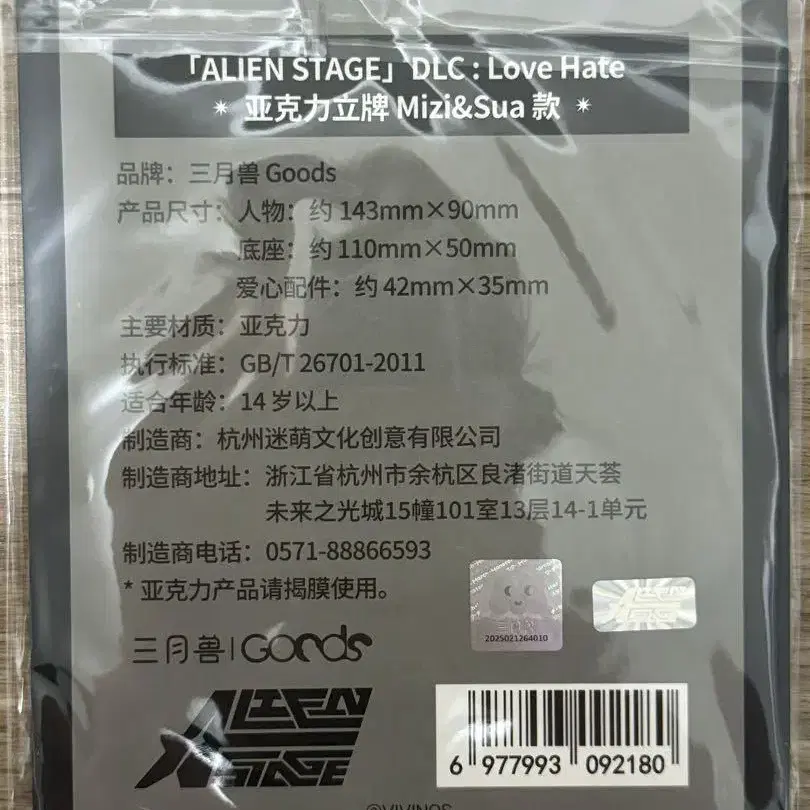 「ALIEN STAGE」DLC : Love Hate
亚克力立牌 Mizi&Sua 款
品牌：三月兽 Goods
产品尺寸：人物：约 143mm×90mm
底座：约 110mm×50mm
爱心配件：约 42mm×35mm
主要材质：亚克力
执行标准：GB/T 26701-2011
适合年龄：14 岁以上
制造商：杭州迷萌文化创意有限公司
制造商地址：浙江省杭州市余杭区良渚街道天荟
未来之光城15幢101室13层14-1单元
制造商电话：0571-88866593
* 亚克力产品请揭膜使用。
三月兽
2025021264010
ALIEN STAGE
三月兽 | Goods
ALIEN STAGE
6 977993 092180
©VIVINOS